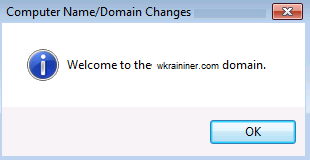 Computer Name/Domain Changes
Welcome to the wkraininer.com domain.
OK